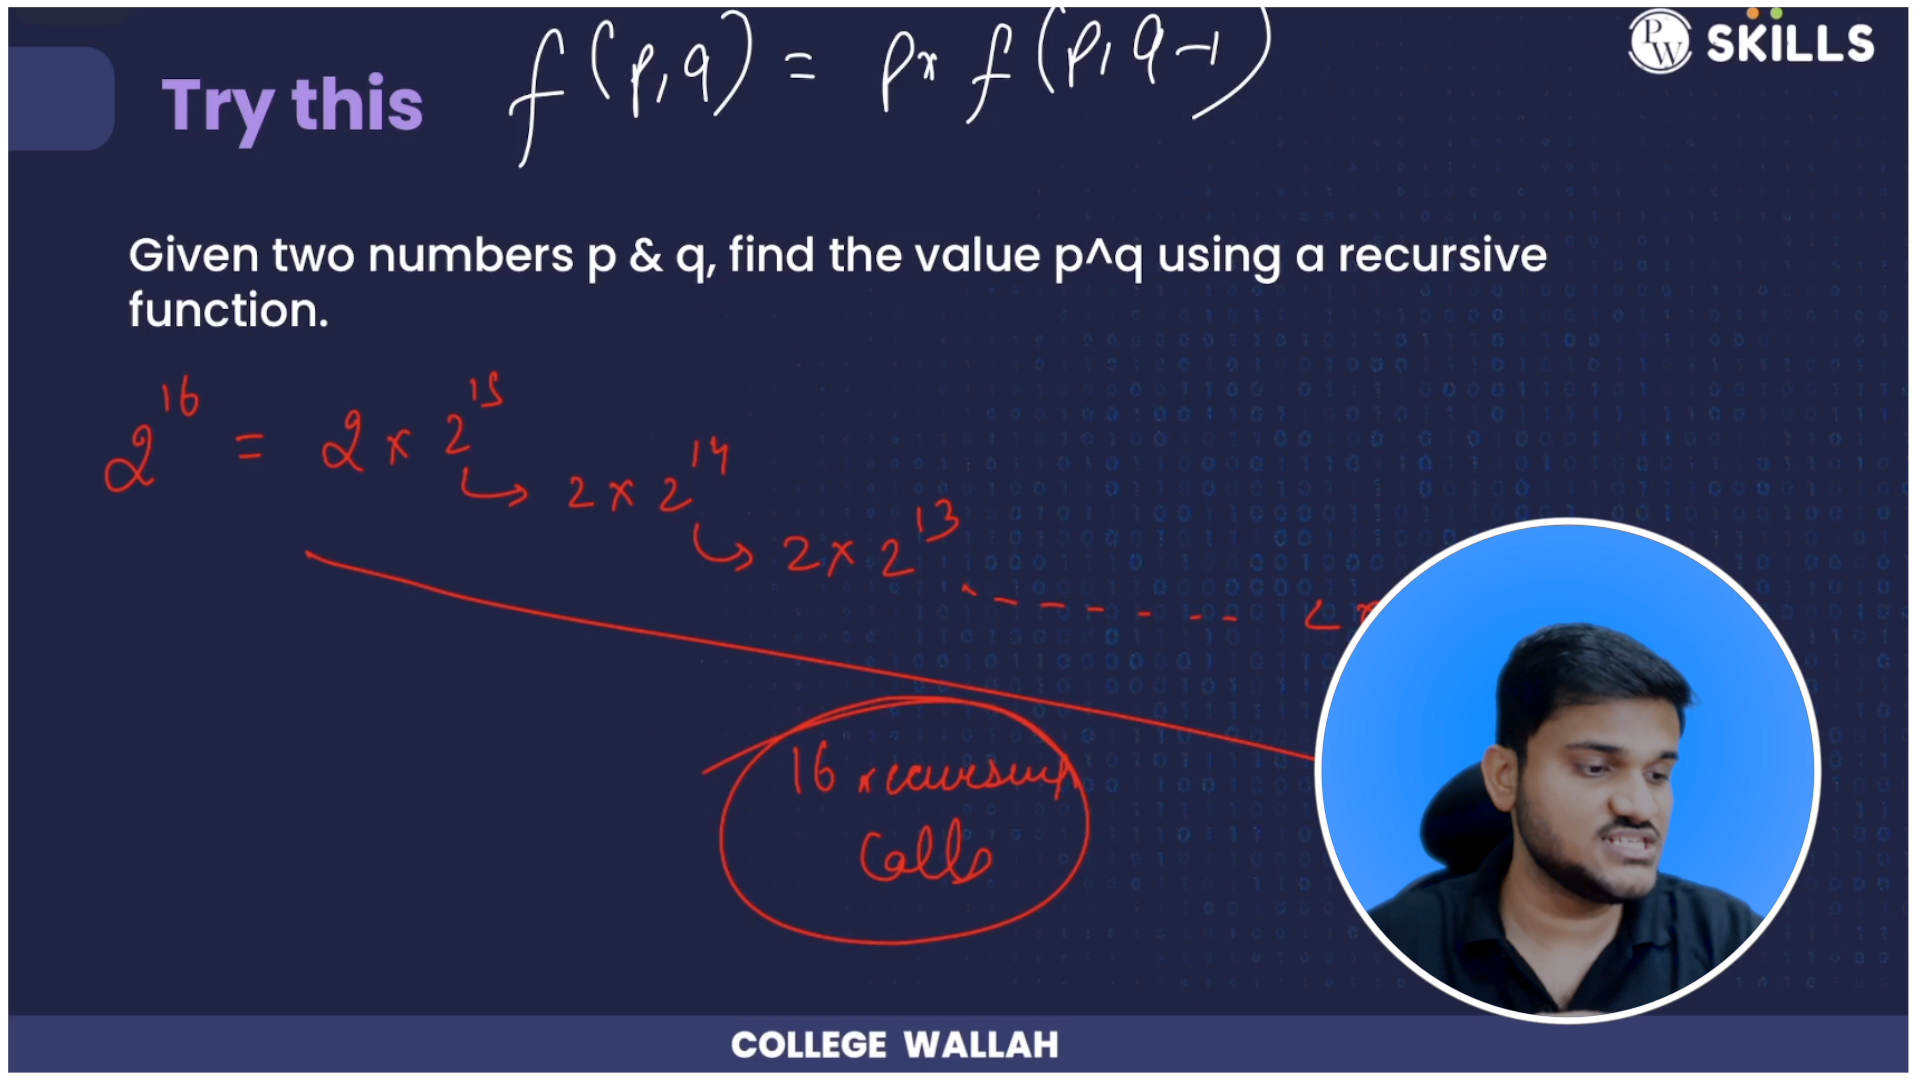 f(p,q) = p x f(p,q-1)
PW SKILLS
Try this
Given two numbers p & q, find the value p^q using a recursive
function.
2^16 = 2 x 2^15
↳ 2 x 2^14
↳ 2 x 2^13
- - - - - - -
16 recursive
Calls
COLLEGE WALLAH